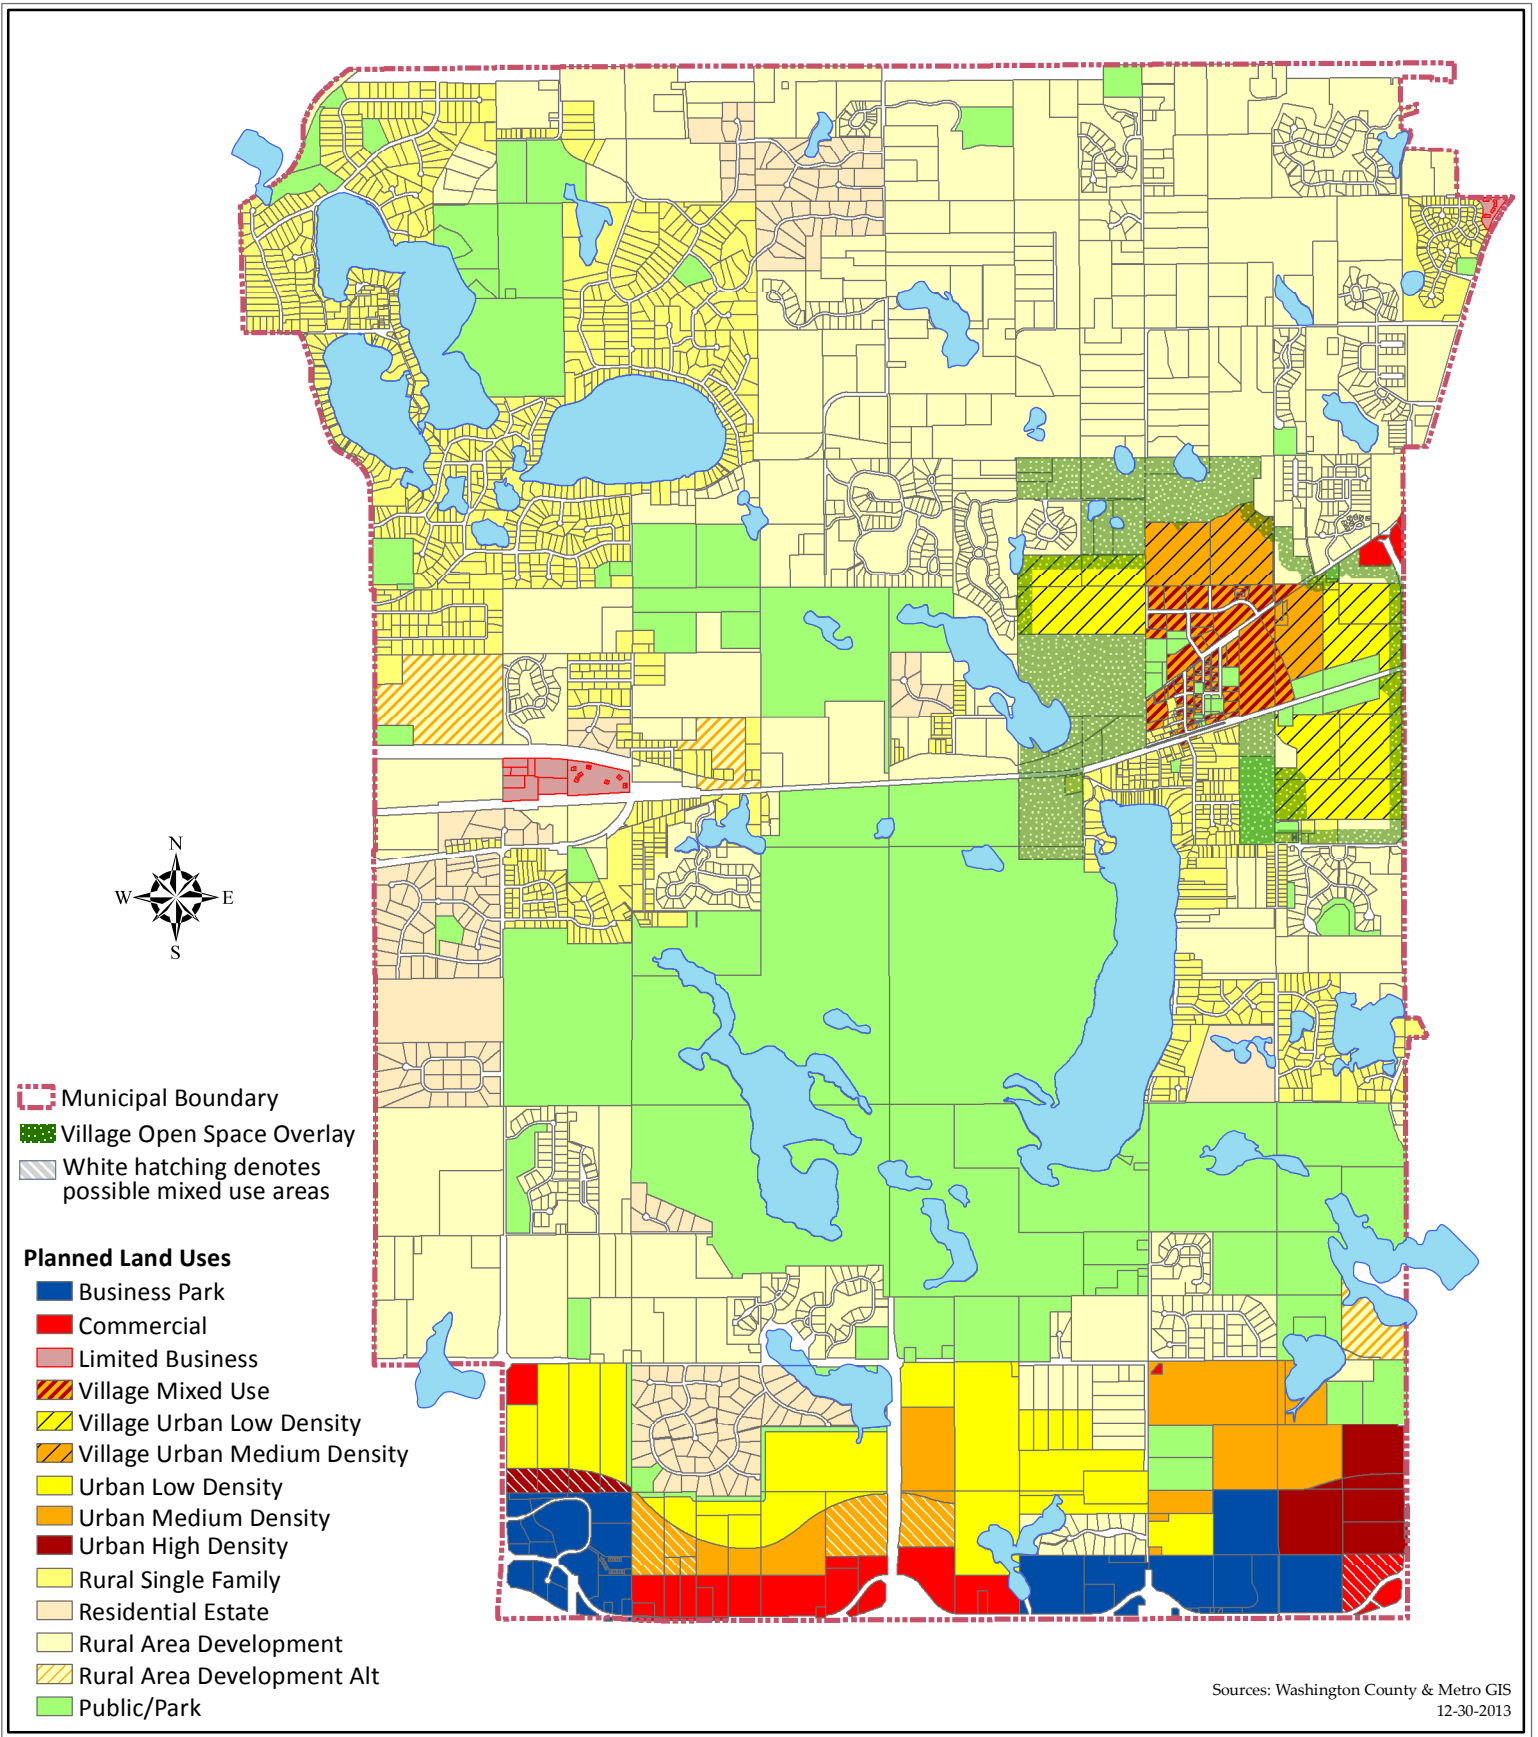 N
W
E
S
Municipal Boundary
Village Open Space Overlay
White hatching denotes
possible mixed use areas
Planned Land Uses
Business Park
Commercial
Limited Business
Village Mixed Use
Village Urban Low Density
Village Urban Medium Density
Urban Low Density
Urban Medium Density
Urban High Density
Rural Single Family
Residential Estate
Rural Area Development
Rural Area Development Alt
Public/Park
Sources: Washington County & Metro GIS
12-30-2013